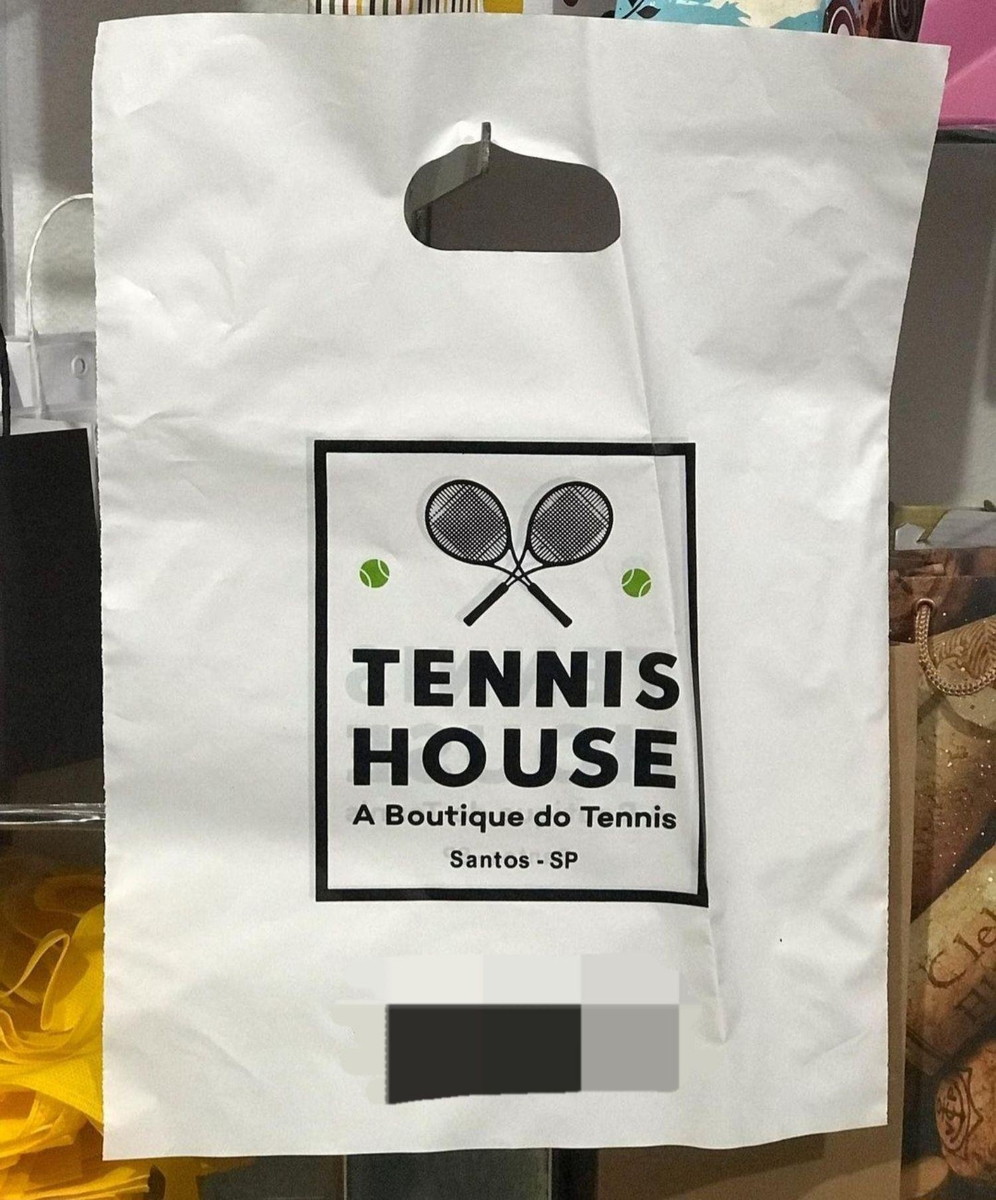 TENNIS
HOUSE
A Boutique do Tennis
Santos - SP